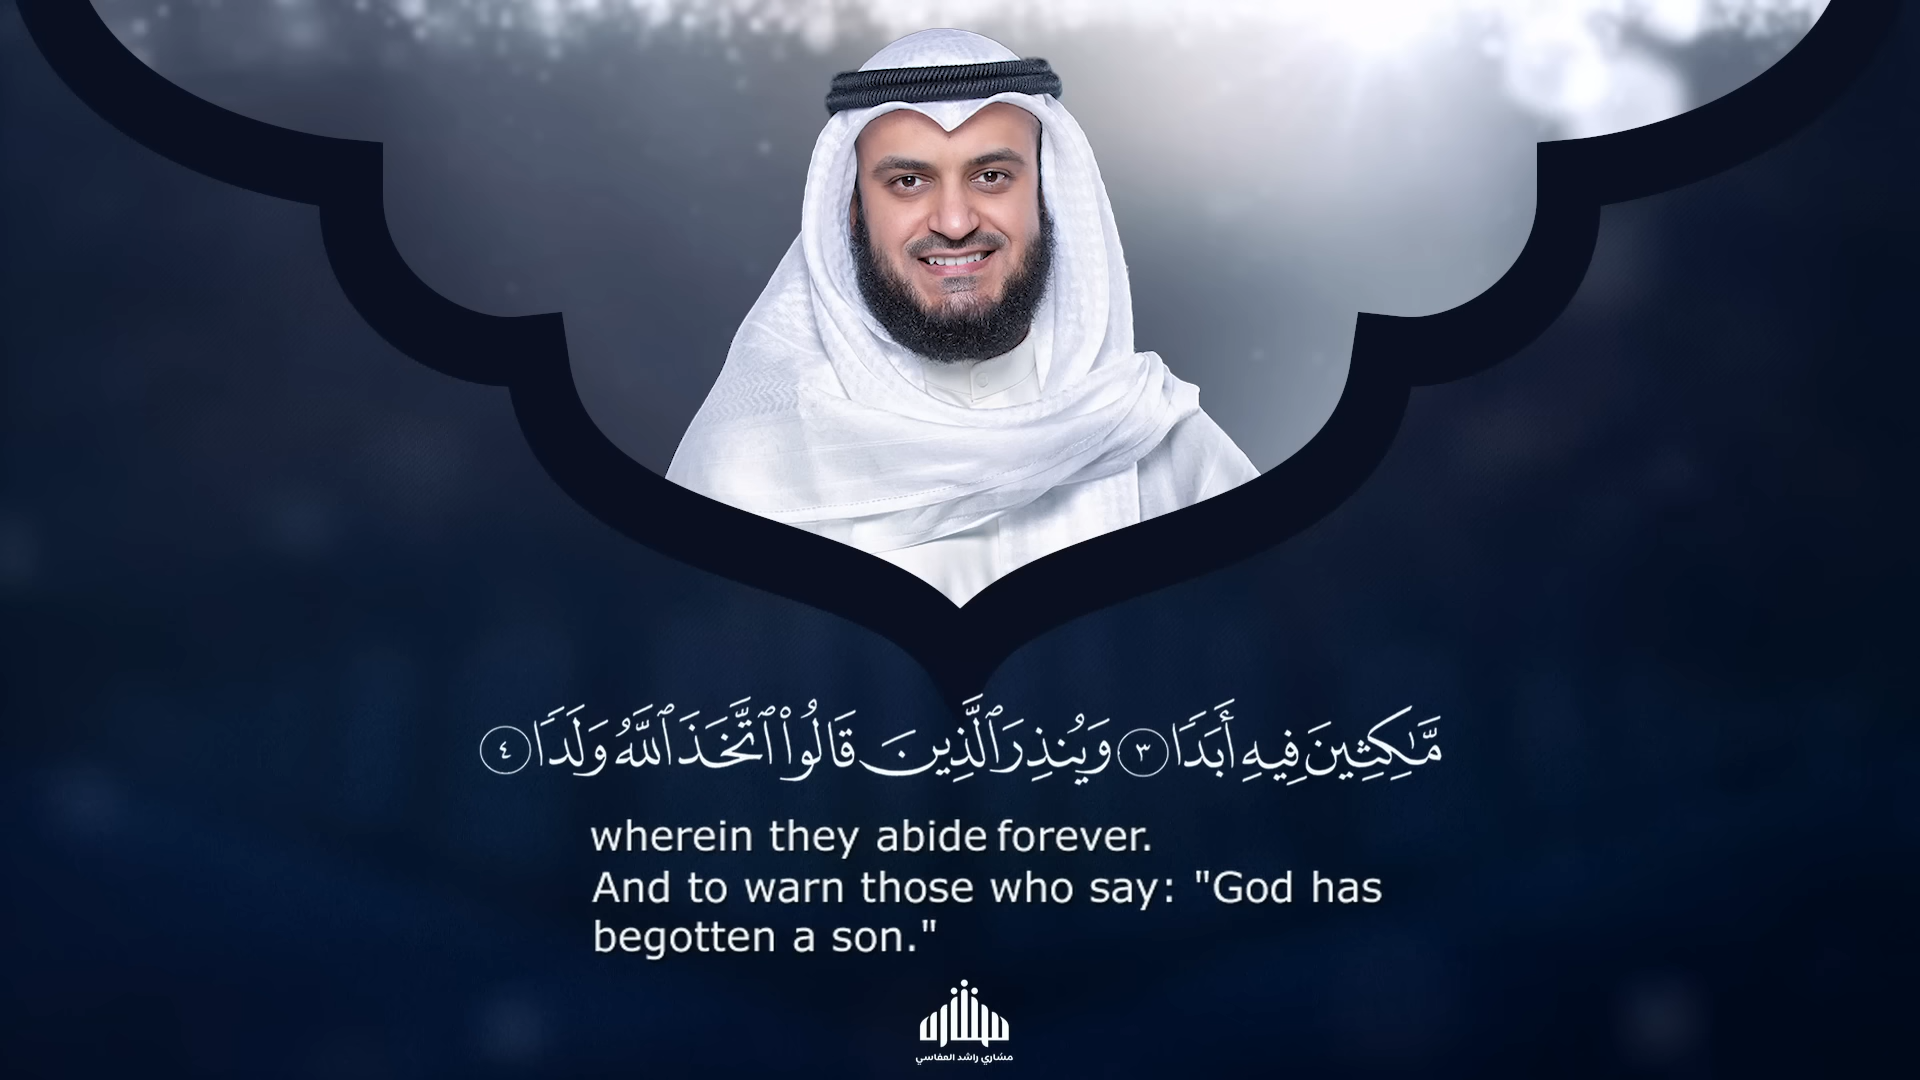 مَّـٰكِثِينَ فِيهِ أَبَدٗا ٣ وَيُنذِرَ ٱلَّذِينَ قَالُواْ ٱتَّخَذَ ٱللَّهُ وَلَدٗا ٤
wherein they abide forever.
And to warn those who say: "God has
begotten a son."
مشاري
مشاري راشد العفاسي